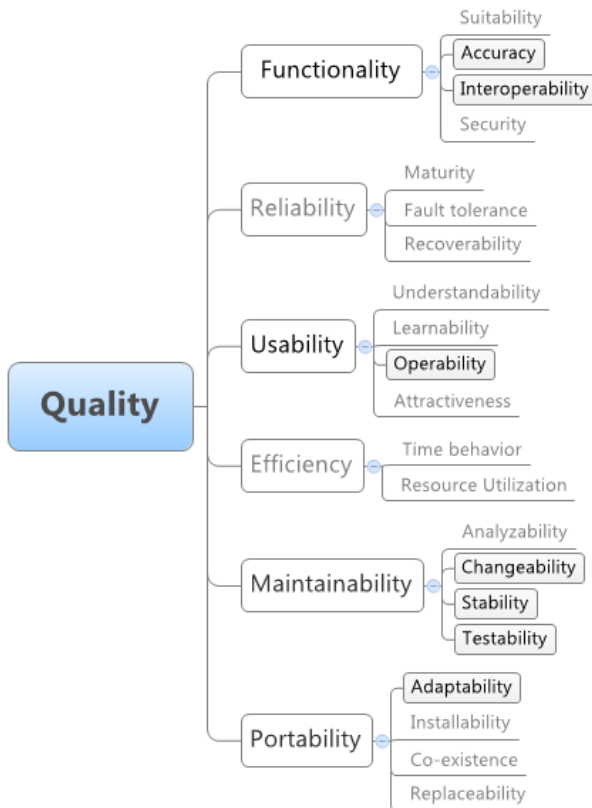 Quality
Functionality
Suitability
Accuracy
Interoperability
Security
Reliability
Maturity
Fault tolerance
Recoverability
Usability
Understandability
Learnability
Operability
Attractiveness
Efficiency
Time behavior
Resource Utilization
Maintainability
Analyzability
Changeability
Stability
Testability
Portability
Adaptability
Installability
Co-existence
Replaceability